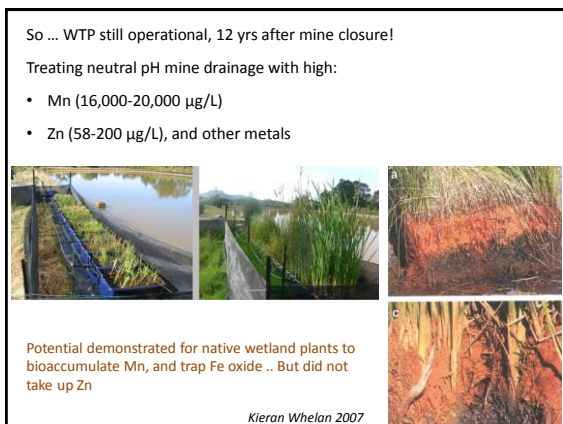 So ... WTP still operational, 12 yrs after mine closure!
Treating neutral pH mine drainage with high:
• Mn (16,000-20,000 µg/L)
• Zn (58-200 µg/L), and other metals
a
c
Potential demonstrated for native wetland plants to
bioaccumulate Mn, and trap Fe oxide .. But did not
take up Zn
Kieran Whelan 2007